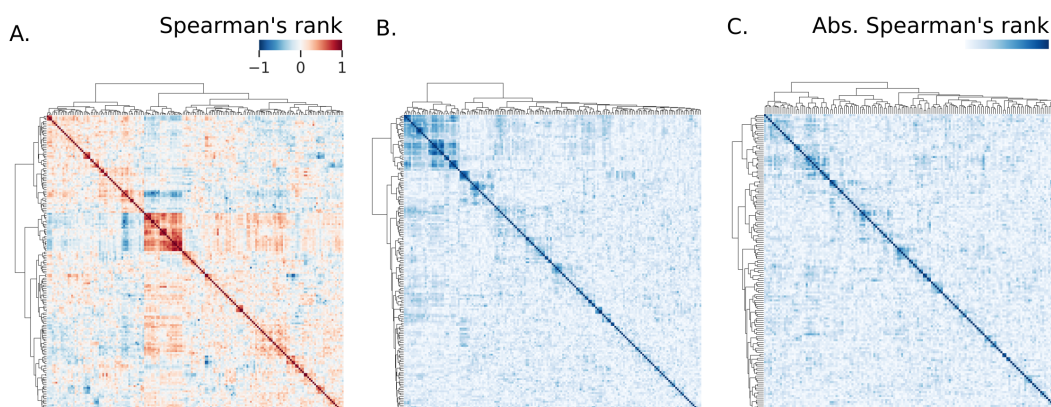 A.
Spearman's rank
−1 0 1
B.
C.
Abs. Spearman's rank